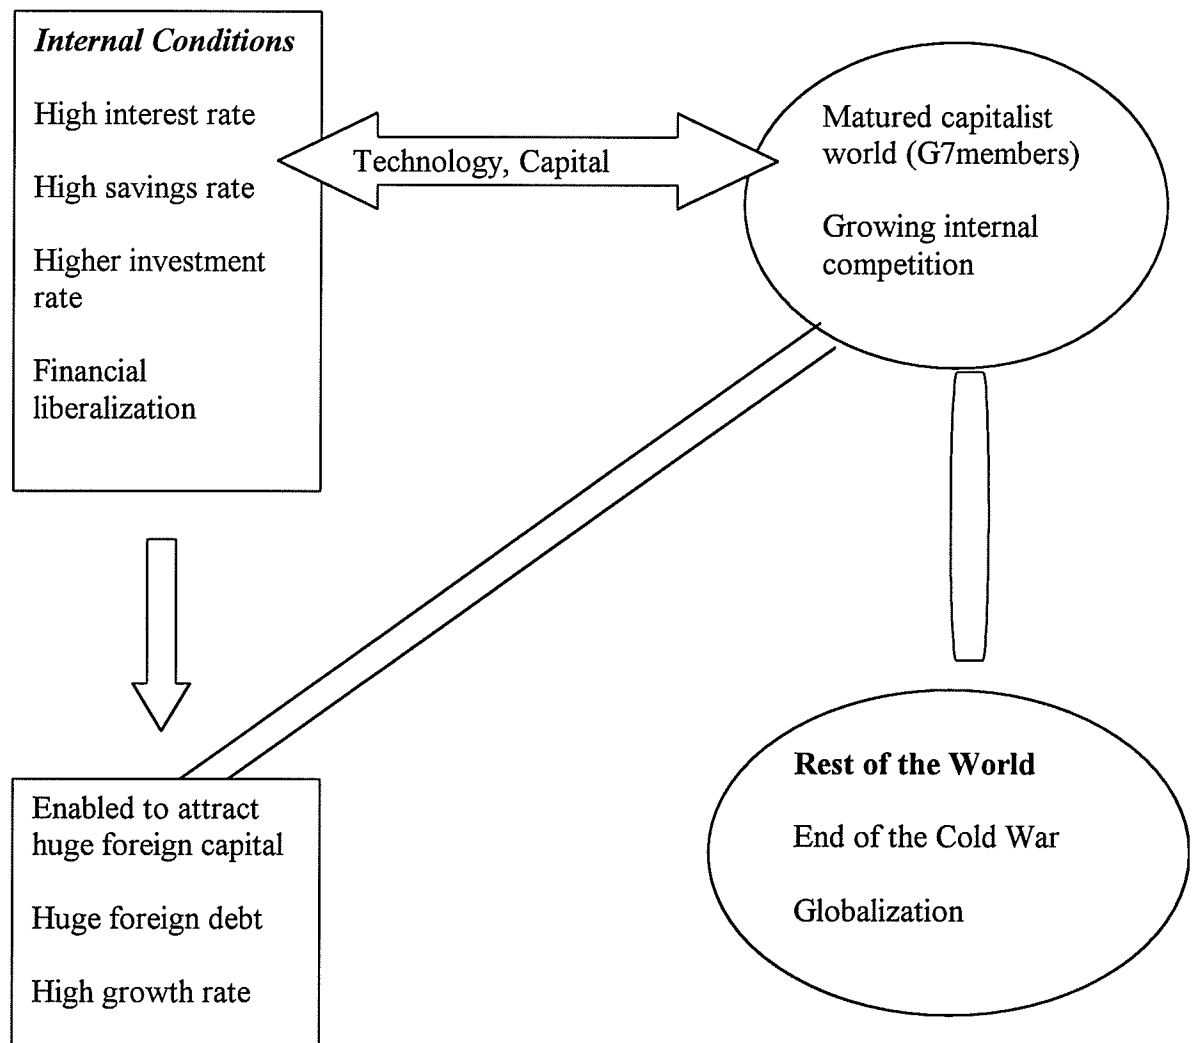 Internal Conditions
High interest rate
High savings rate
Higher investment
rate
Financial
liberalization
Technology, Capital
Matured capitalist
world (G7members)
Growing internal
competition
Enabled to attract
huge foreign capital
Huge foreign debt
High growth rate
Rest of the World
End of the Cold War
Globalization